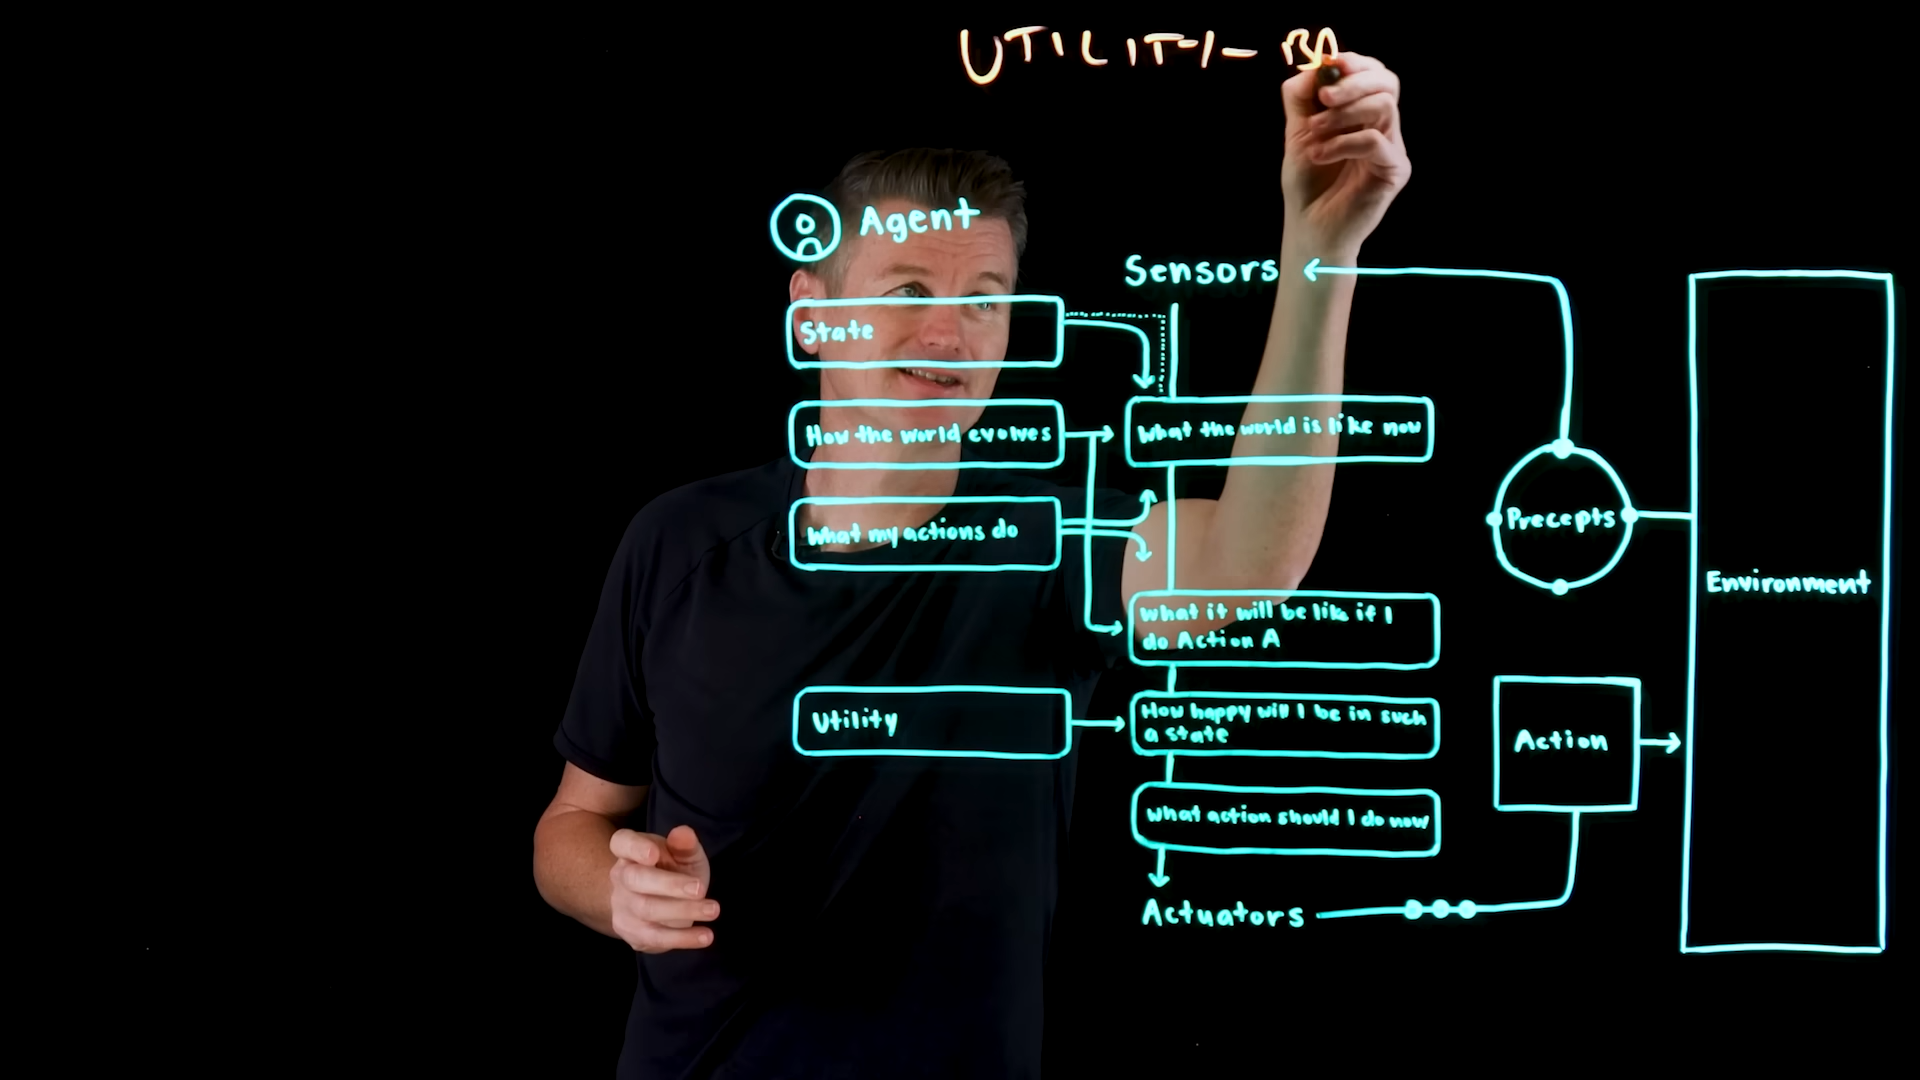 UTILITY-BA
Agent
Sensors
State
How the world evolves
What the world is like now
What my actions do
Precepts
Environment
What it will be like if I
do Action A
Utility
How happy will I be in such
a state
Action
What action should I do now
Actuators